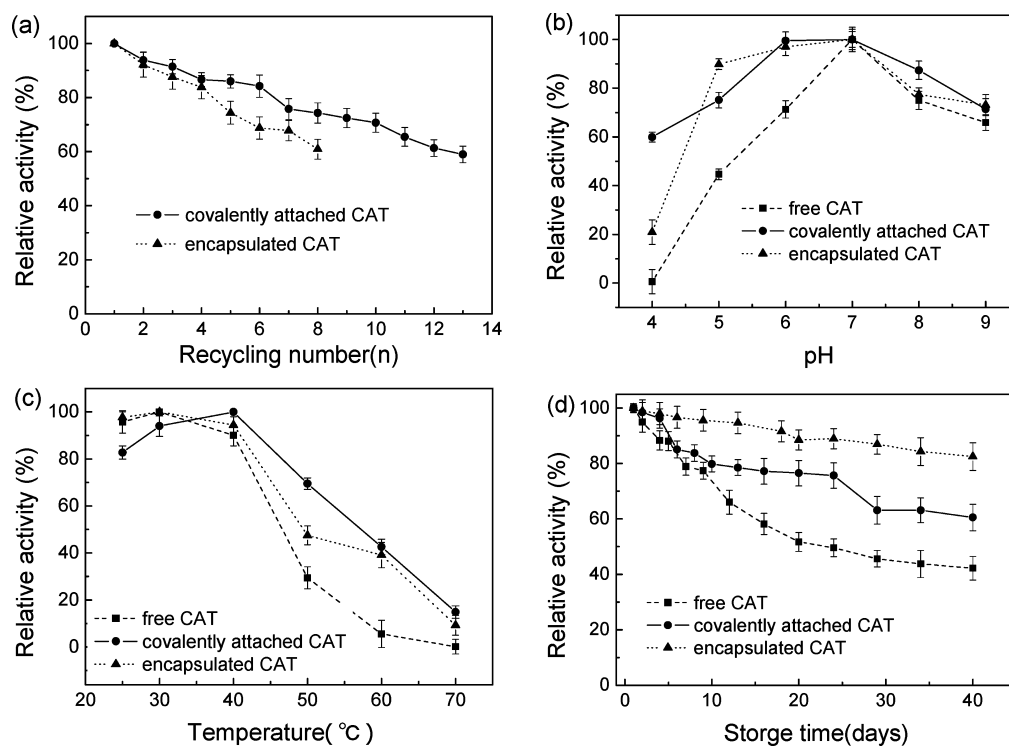 (a)
100
80
60
40
20
0
Relative activity (%)
covalently attached CAT
encapsulated CAT
0 2 4 6 8 10 12 14
Recycling number(n)
(b)
100
80
60
40
20
0
Relative activity (%)
free CAT
covalently attached CAT
encapsulated CAT
4 5 6 7 8 9
pH
(c)
100
80
60
40
20
0
Relative activity (%)
free CAT
covalently attached CAT
encapsulated CAT
20 30 40 50 60 70
Temperature( °C)
(d)
100
80
60
40
20
0
Relative activity (%)
free CAT
covalently attached CAT
encapsulated CAT
0 10 20 30 40
Storge time(days)